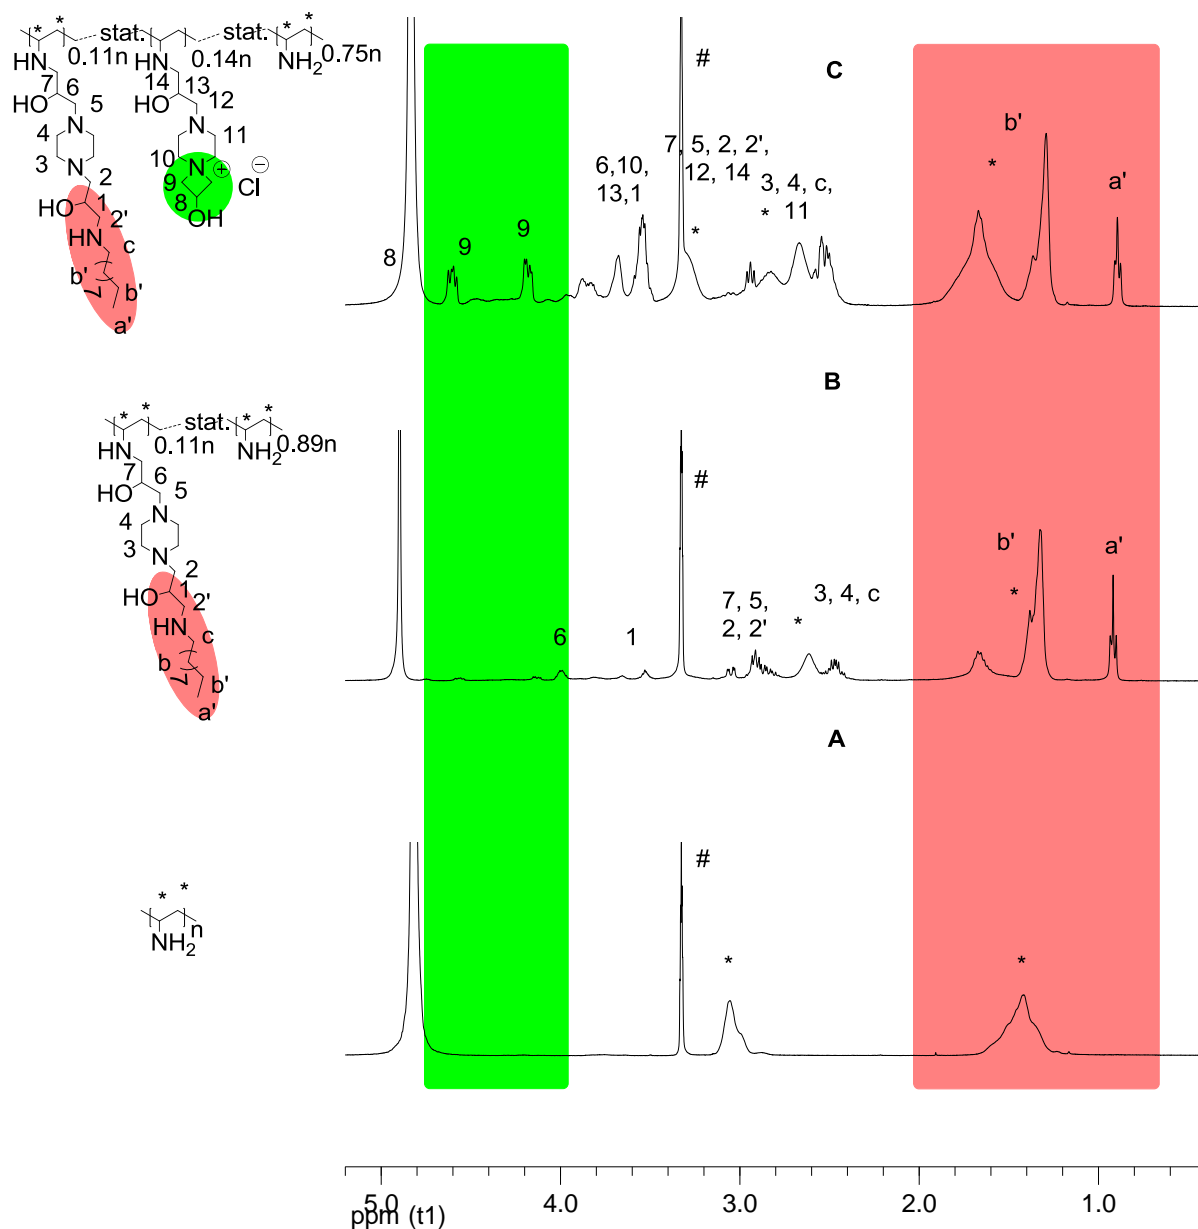 * *
stat.
stat.
* *
0.11n
0.14n
0.75n
HN
HN
NH2
7
6
14
13
HO
5
HO
12
4
N
N
11
3
N
10
N
⊕
⊖
Cl
2
9
HO
1
8
OH
2'
HN
c
b'
7
b'
a'
C
#
b'
*
a'
7, 5, 2, 2',
12, 14
6,10,
13,1
3, 4, c,
11
*
*
8
9
9
B
* *
stat.
* *
0.11n
0.89n
HN
NH2
7
6
HO
5
4
N
3
N
2
HO
1
2'
HN
c
b
7
b'
a'
#
b'
*
a'
7, 5,
2, 2'
*
3, 4, c
6
1
A
* *
n
NH2
#
*
*
5.0
4.0
3.0
2.0
1.0
ppm (t1)